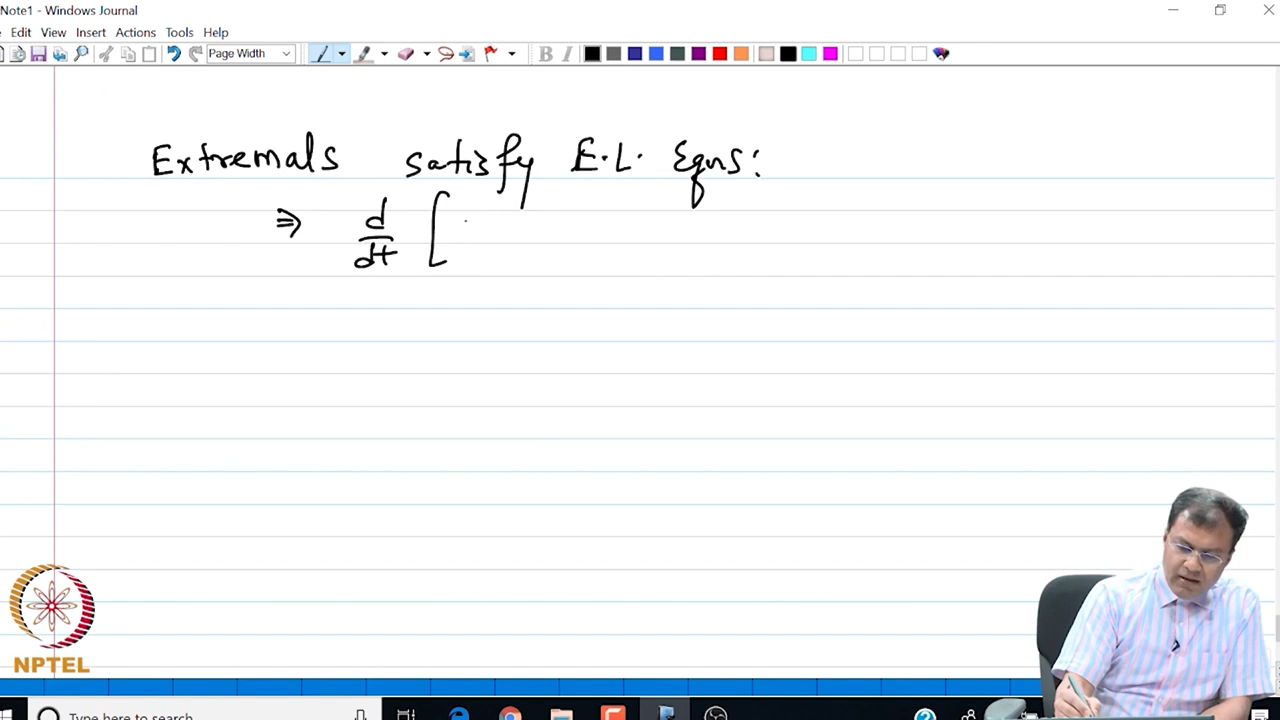 Note1 - Windows Journal
Edit View Insert Actions Tools Help
Page Width
B I
Extremals satisfy E.L. Eqns:
⇒ d/dt [
NPTEL
Type here to search